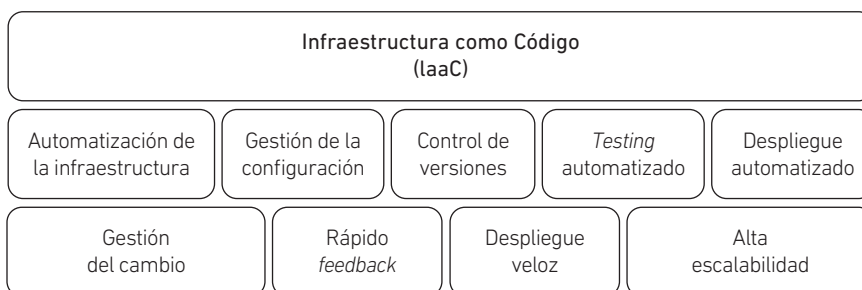 Infraestructura como Código
(IaaC)
Automatización de
la infraestructura
Gestión de la
configuración
Control de
versiones
Testing
automatizado
Despliegue
automatizado
Gestión
del cambio
Rápido
feedback
Despliegue
veloz
Alta
escalabilidad